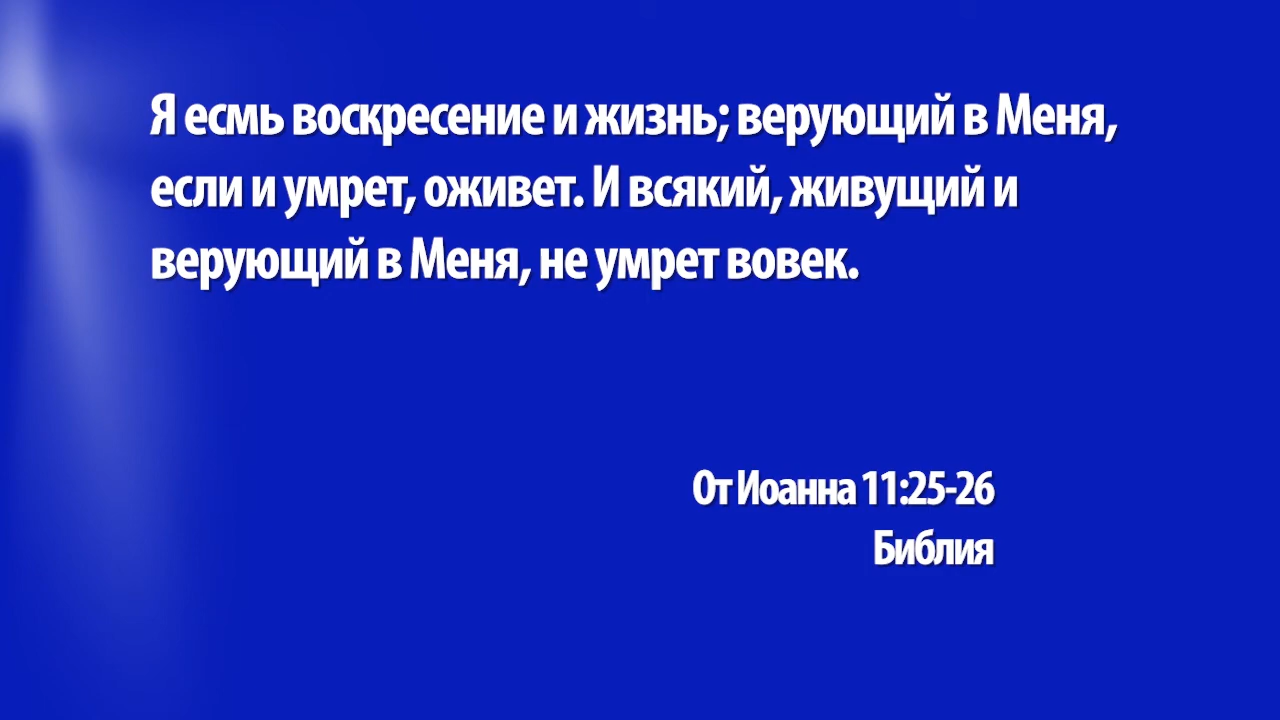 Я есмь воскресение и жизнь; верующий в Меня,
если и умрет, оживет. И всякий, живущий и
верующий в Меня, не умрет вовек.
От Иоанна 11:25-26
Библия